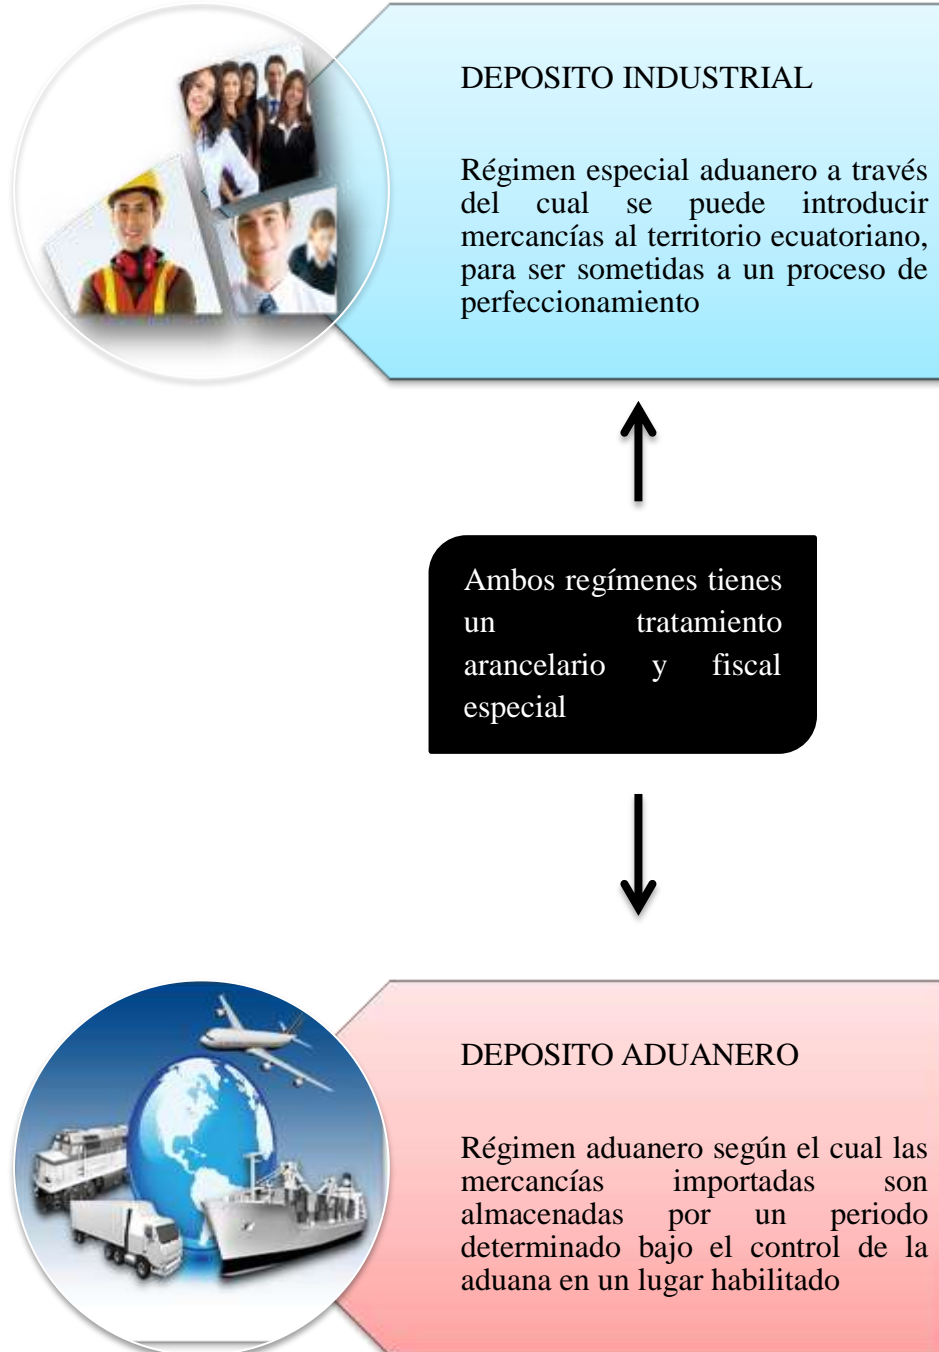 DEPOSITO INDUSTRIAL
Régimen especial aduanero a través
del cual se puede introducir
mercancías al territorio ecuatoriano,
para ser sometidas a un proceso de
perfeccionamiento
Ambos regímenes tienes
un tratamiento
arancelario y fiscal
especial
DEPOSITO ADUANERO
Régimen aduanero según el cual las
mercancías importadas son
almacenadas por un periodo
determinado bajo el control de la
aduana en un lugar habilitado